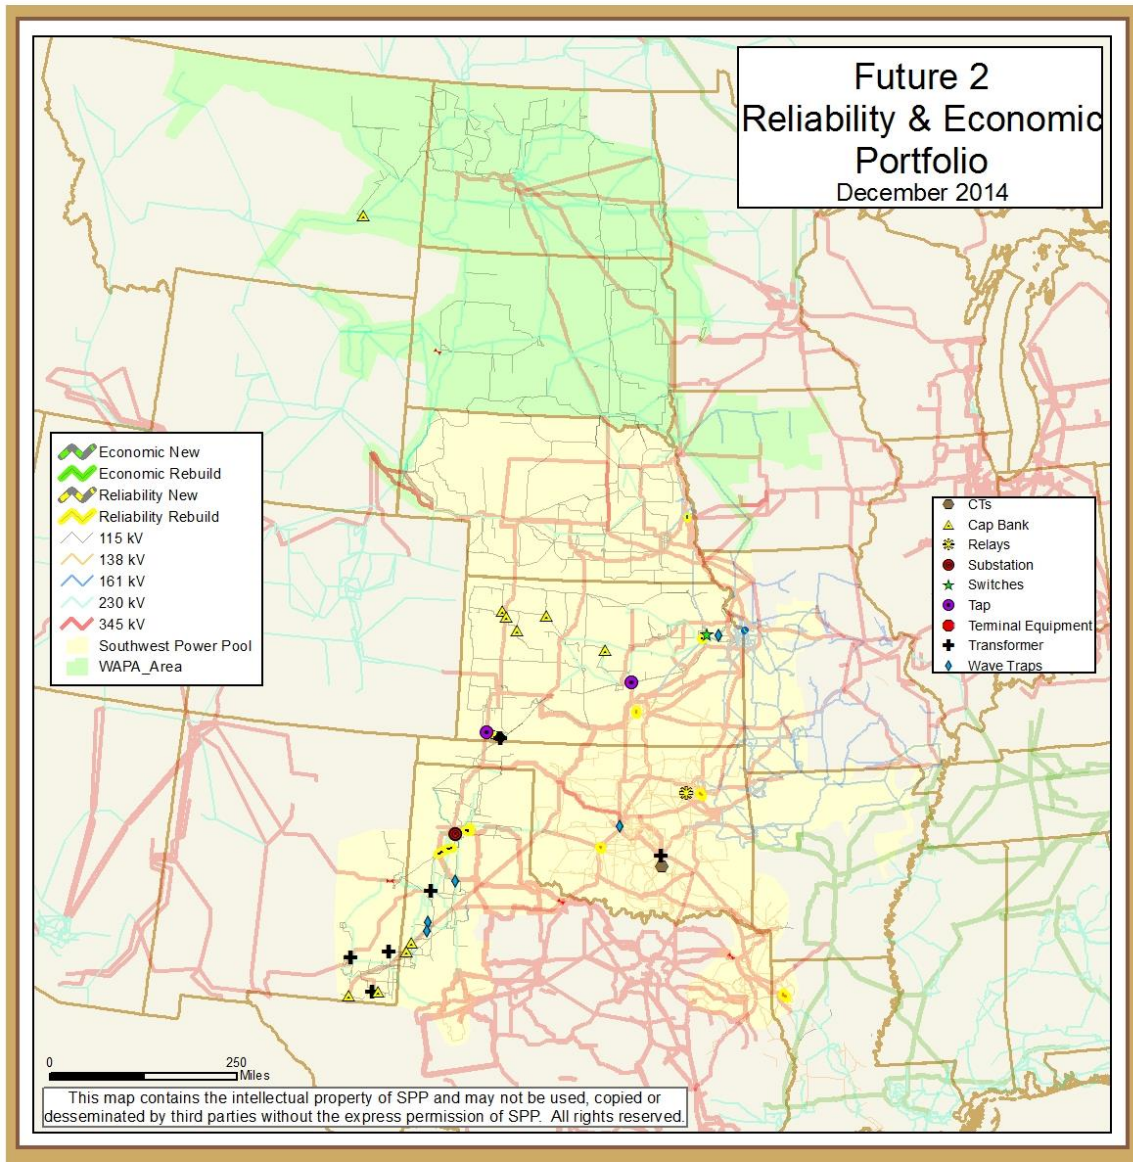 Future 2
Reliability & Economic
Portfolio
December 2014
Economic New
Economic Rebuild
Reliability New
Reliability Rebuild
115 kV
138 kV
161 kV
230 kV
345 kV
Southwest Power Pool
WAPA_Area
CTs
Cap Bank
Relays
Substation
Switches
Tap
Terminal Equipment
Transformer
Wave Traps
0 250
Miles
This map contains the intellectual property of SPP and may not be used, copied or
desseminated by third parties without the express permission of SPP. All rights reserved.